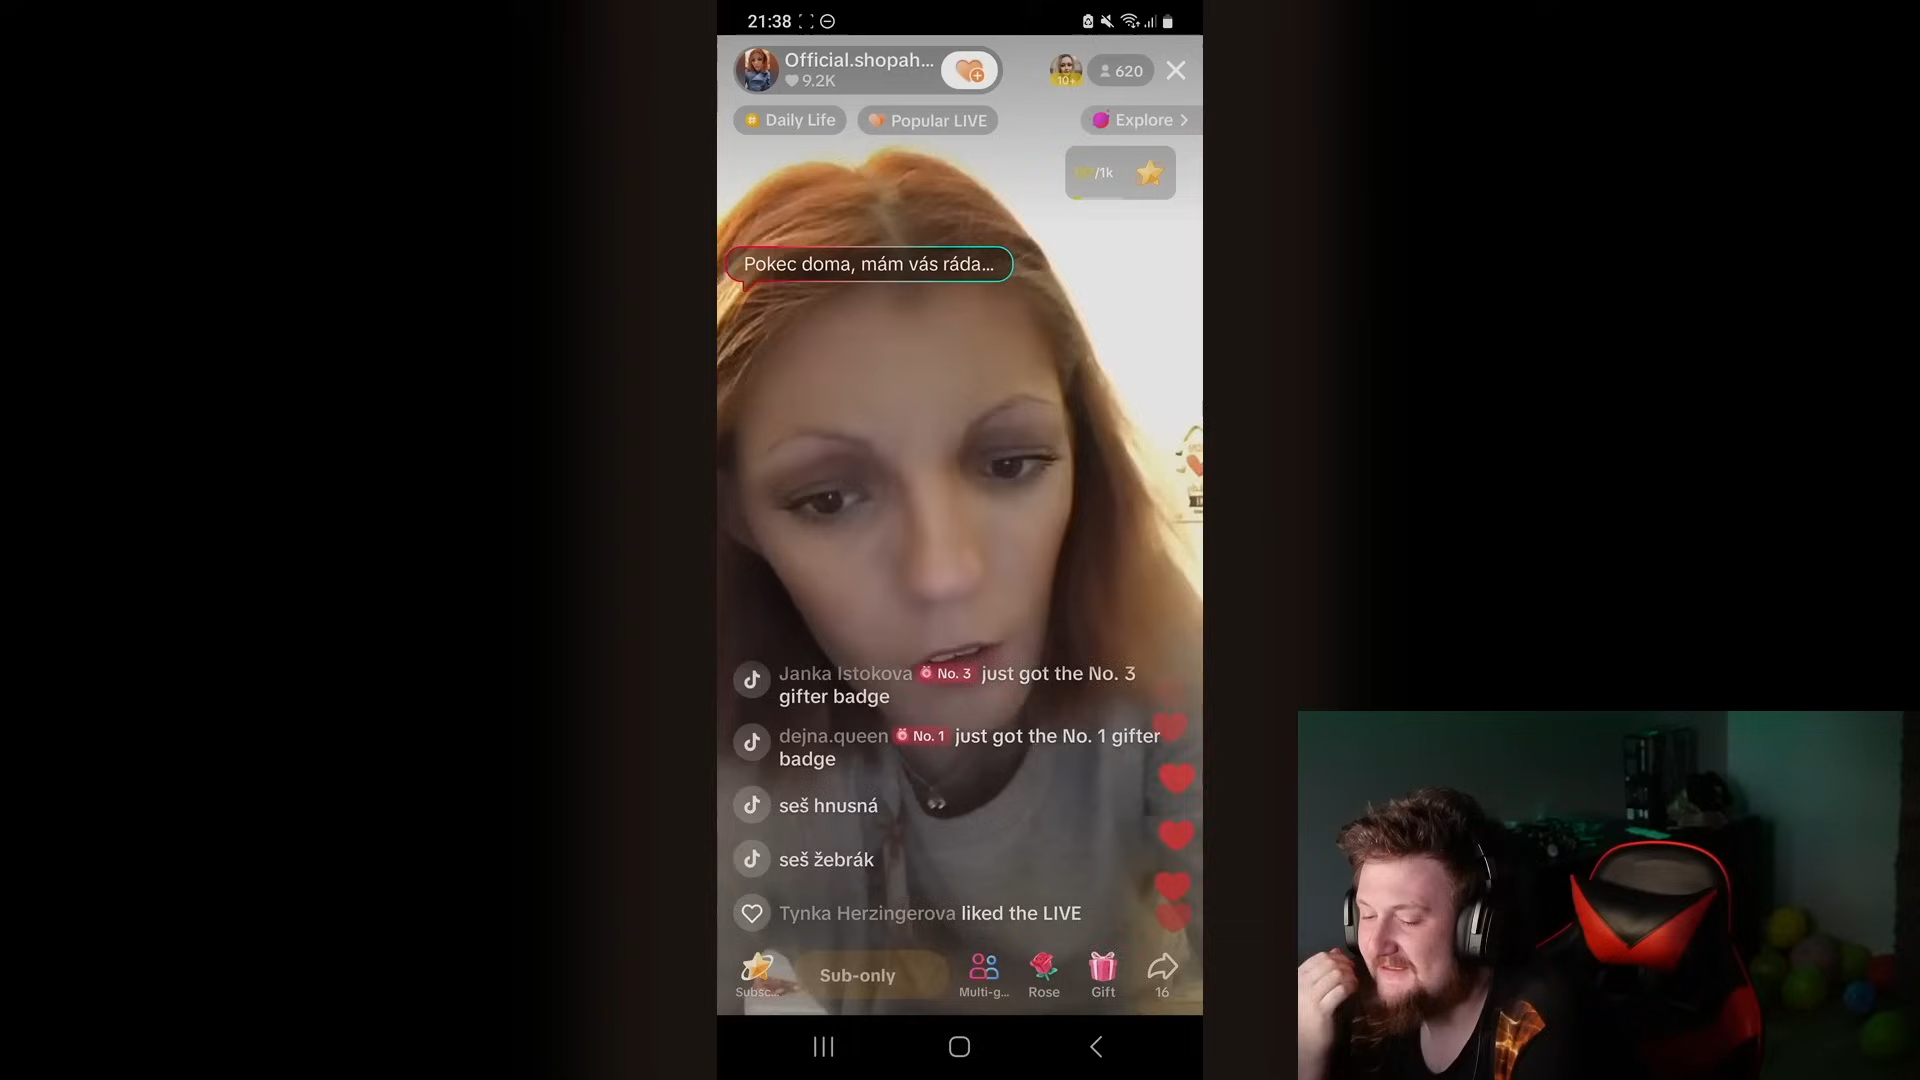 21:38
Official.shopah...
9.2K
10+
620
Daily Life
Popular LIVE
Explore
/1k
Pokec doma, mám vás ráda...
Janka Istokova No. 3 just got the No. 3
gifter badge
dejna.queen No. 1 just got the No. 1 gifter
badge
seš hnusná
seš žebrák
Tynka Herzingerova liked the LIVE
Sub-only
Subsc...
Multi-g...
Rose
Gift
16